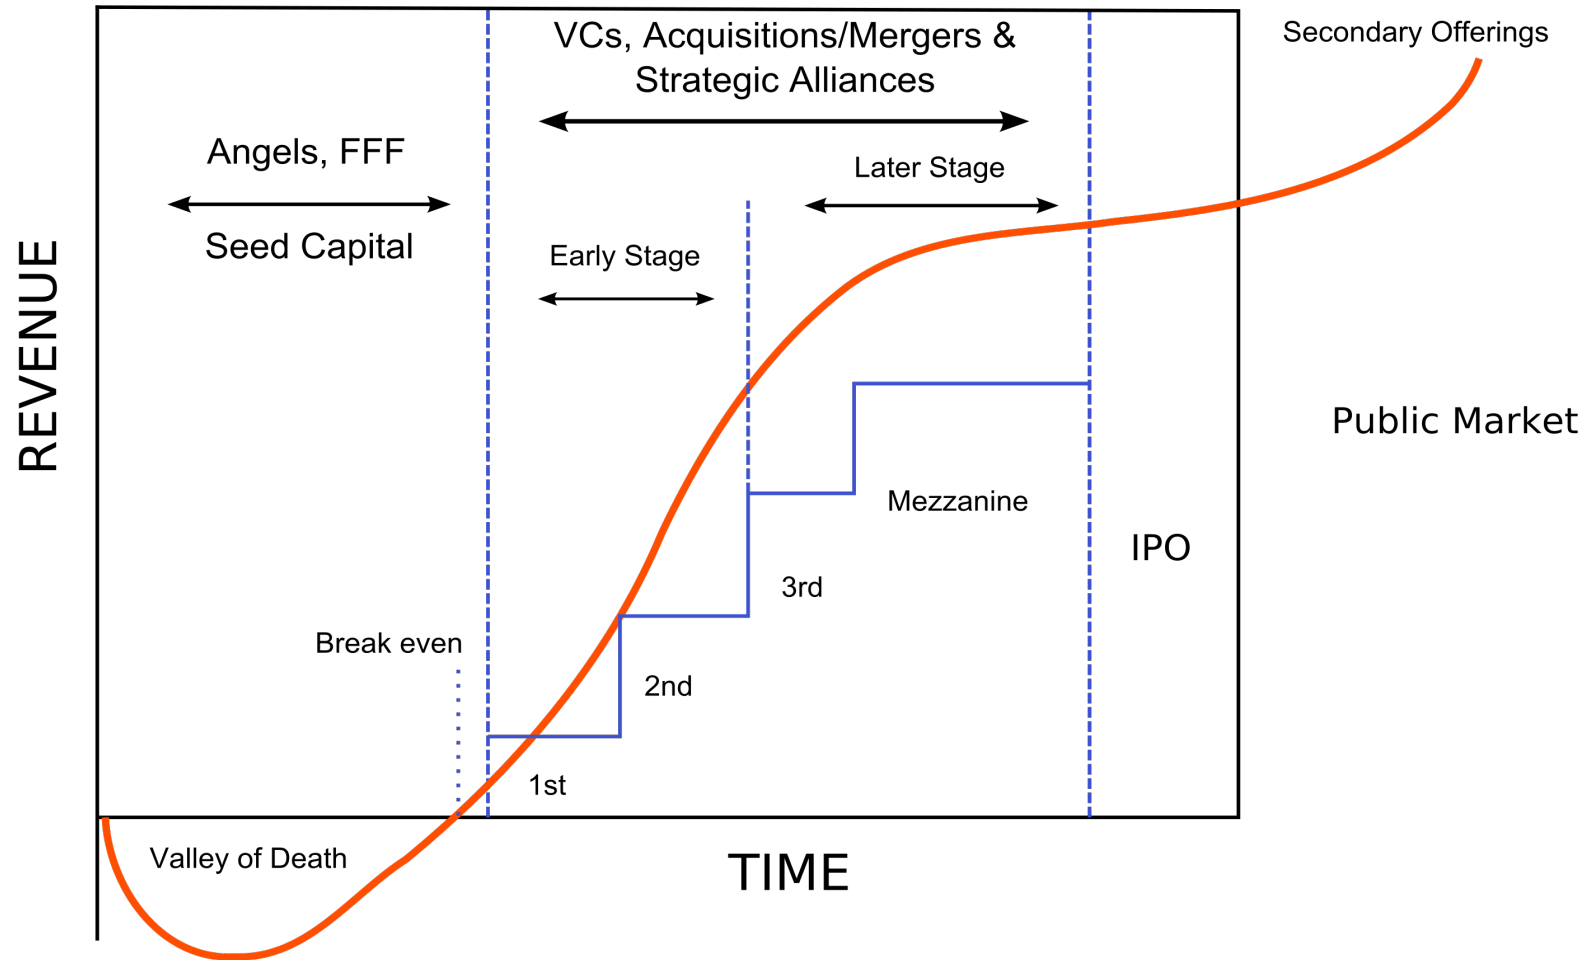 VCs, Acquisitions/Mergers &
Strategic Alliances
Secondary Offerings
Angels, FFF
Seed Capital
Later Stage
Early Stage
REVENUE
Public Market
Mezzanine
IPO
3rd
Break even
2nd
1st
Valley of Death
TIME